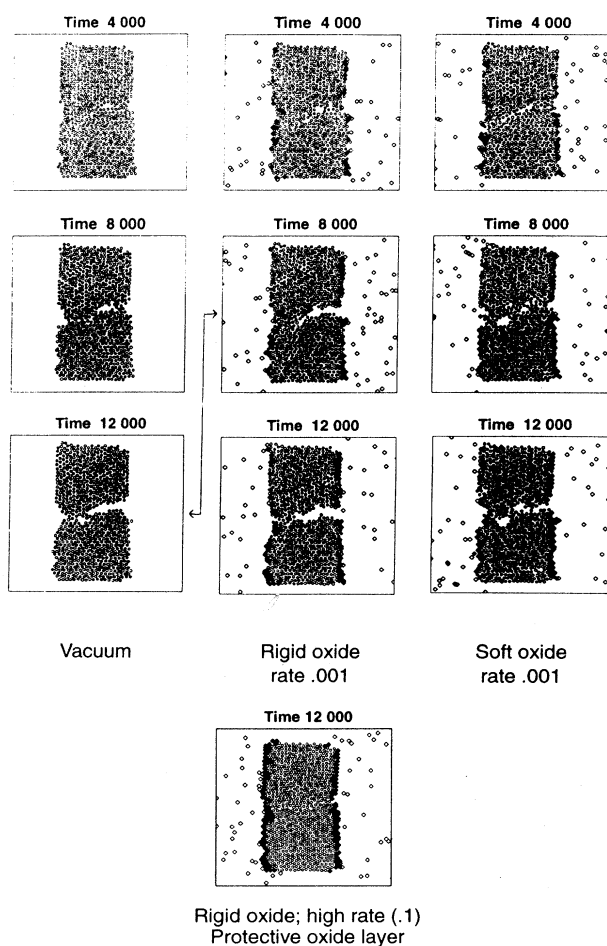 Time 4 000
Time 4 000
Time 4 000
Time 8 000
Time 8 000
Time 8 000
Time 12 000
Time 12 000
Time 12 000
Vacuum
Rigid oxide
rate .001
Soft oxide
rate .001
Time 12 000
Rigid oxide; high rate (.1)
Protective oxide layer